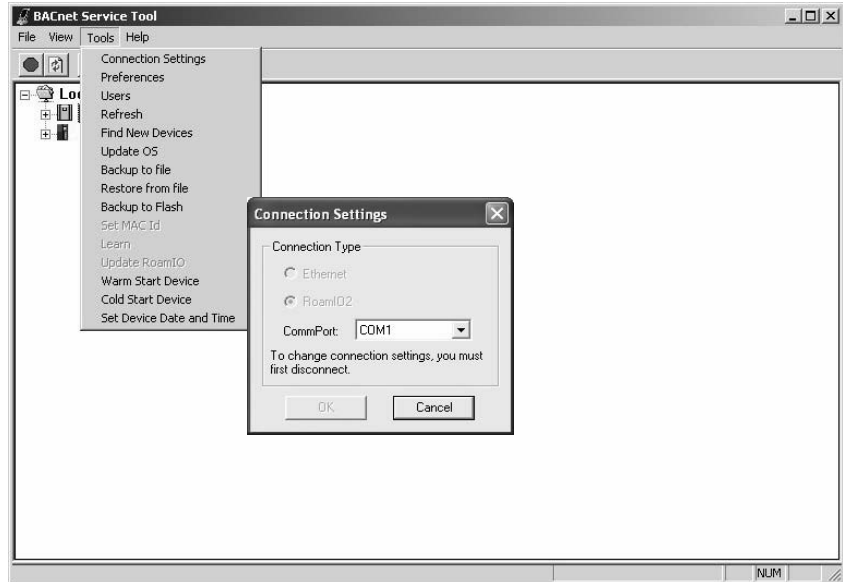 BACnet Service Tool
File View Tools Help
Connection Settings
Preferences
Users
Refresh
Find New Devices
Update OS
Backup to file
Restore from file
Backup to Flash
Set MAC Id
Learn
Update RoamIO
Warm Start Device
Cold Start Device
Set Device Date and Time
Connection Settings
Connection Type
Ethernet
RoamIO2
CommPort: COM1
To change connection settings, you must
first disconnect.
OK Cancel
NUM